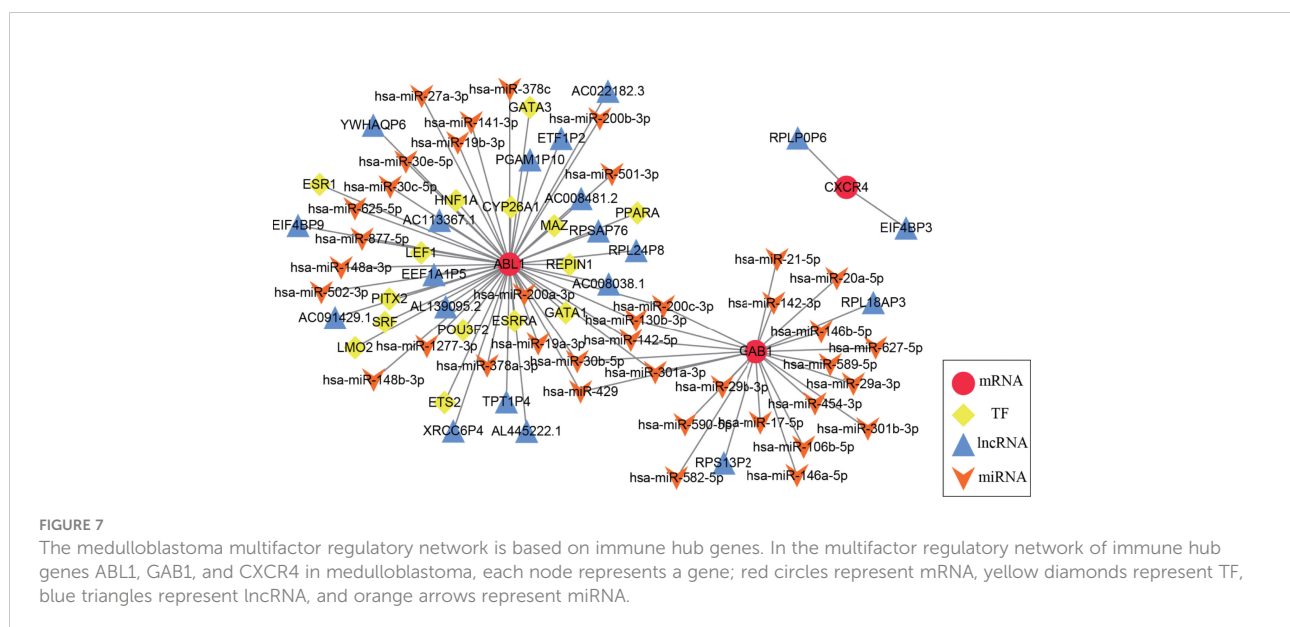 hsa-miR-378c
hsa-miR-27a-3p
AC022182.3
GATA3
hsa-miR-200b-3p
hsa-miR-141-3p
YWHAQP6
ETF1P2
RPLP0P6
hsa-miR-19b-3p
hsa-miR-30e-5p
PGAM1P10
hsa-miR-501-3p
CXCR4
ESR1
hsa-miR-30c-5p
HNF1A
CYP26A1
AC008481.2
hsa-miR-625-5p
PPARA
AC113367.1
MAZ
EIF4BP9
RPSAP76
EIF4BP3
hsa-miR-877-5p
RPL24P8
LEF1
hsa-miR-21-5p
hsa-miR-148a-3p
ABL1
REPIN1
EEF1A1P5
hsa-miR-20a-5p
hsa-miR-502-3p
AC008038.1
PITX2
hsa-miR-200a-3p
hsa-miR-142-3p
RPL18AP3
AL139095.2
hsa-miR-200c-3p
AC091429.1
SRF
GATA1
hsa-miR-130b-3p
POU3F2
ESRRA
hsa-miR-146b-5p
LMO2
hsa-miR-1277-3p
hsa-miR-19a-3p
hsa-miR-142-5p
hsa-miR-627-5p
GAB1
hsa-miR-378a-3p
hsa-miR-30b-5p
hsa-miR-589-5p
hsa-miR-148b-3p
hsa-miR-301a-3p
hsa-miR-29b-3p
hsa-miR-29a-3p
hsa-miR-429
ETS2
TPT1P4
hsa-miR-454-3p
hsa-miR-590-5p
hsa-miR-17-5p
hsa-miR-301b-3p
XRCC6P4
AL445222.1
hsa-miR-106b-5p
RPS13P2
hsa-miR-582-5p
hsa-miR-146a-5p
mRNA
TF
lncRNA
miRNA
FIGURE 7
The medulloblastoma multifactor regulatory network is based on immune hub genes. In the multifactor regulatory network of immune hub
genes ABL1, GAB1, and CXCR4 in medulloblastoma, each node represents a gene; red circles represent mRNA, yellow diamonds represent TF,
blue triangles represent lncRNA, and orange arrows represent miRNA.